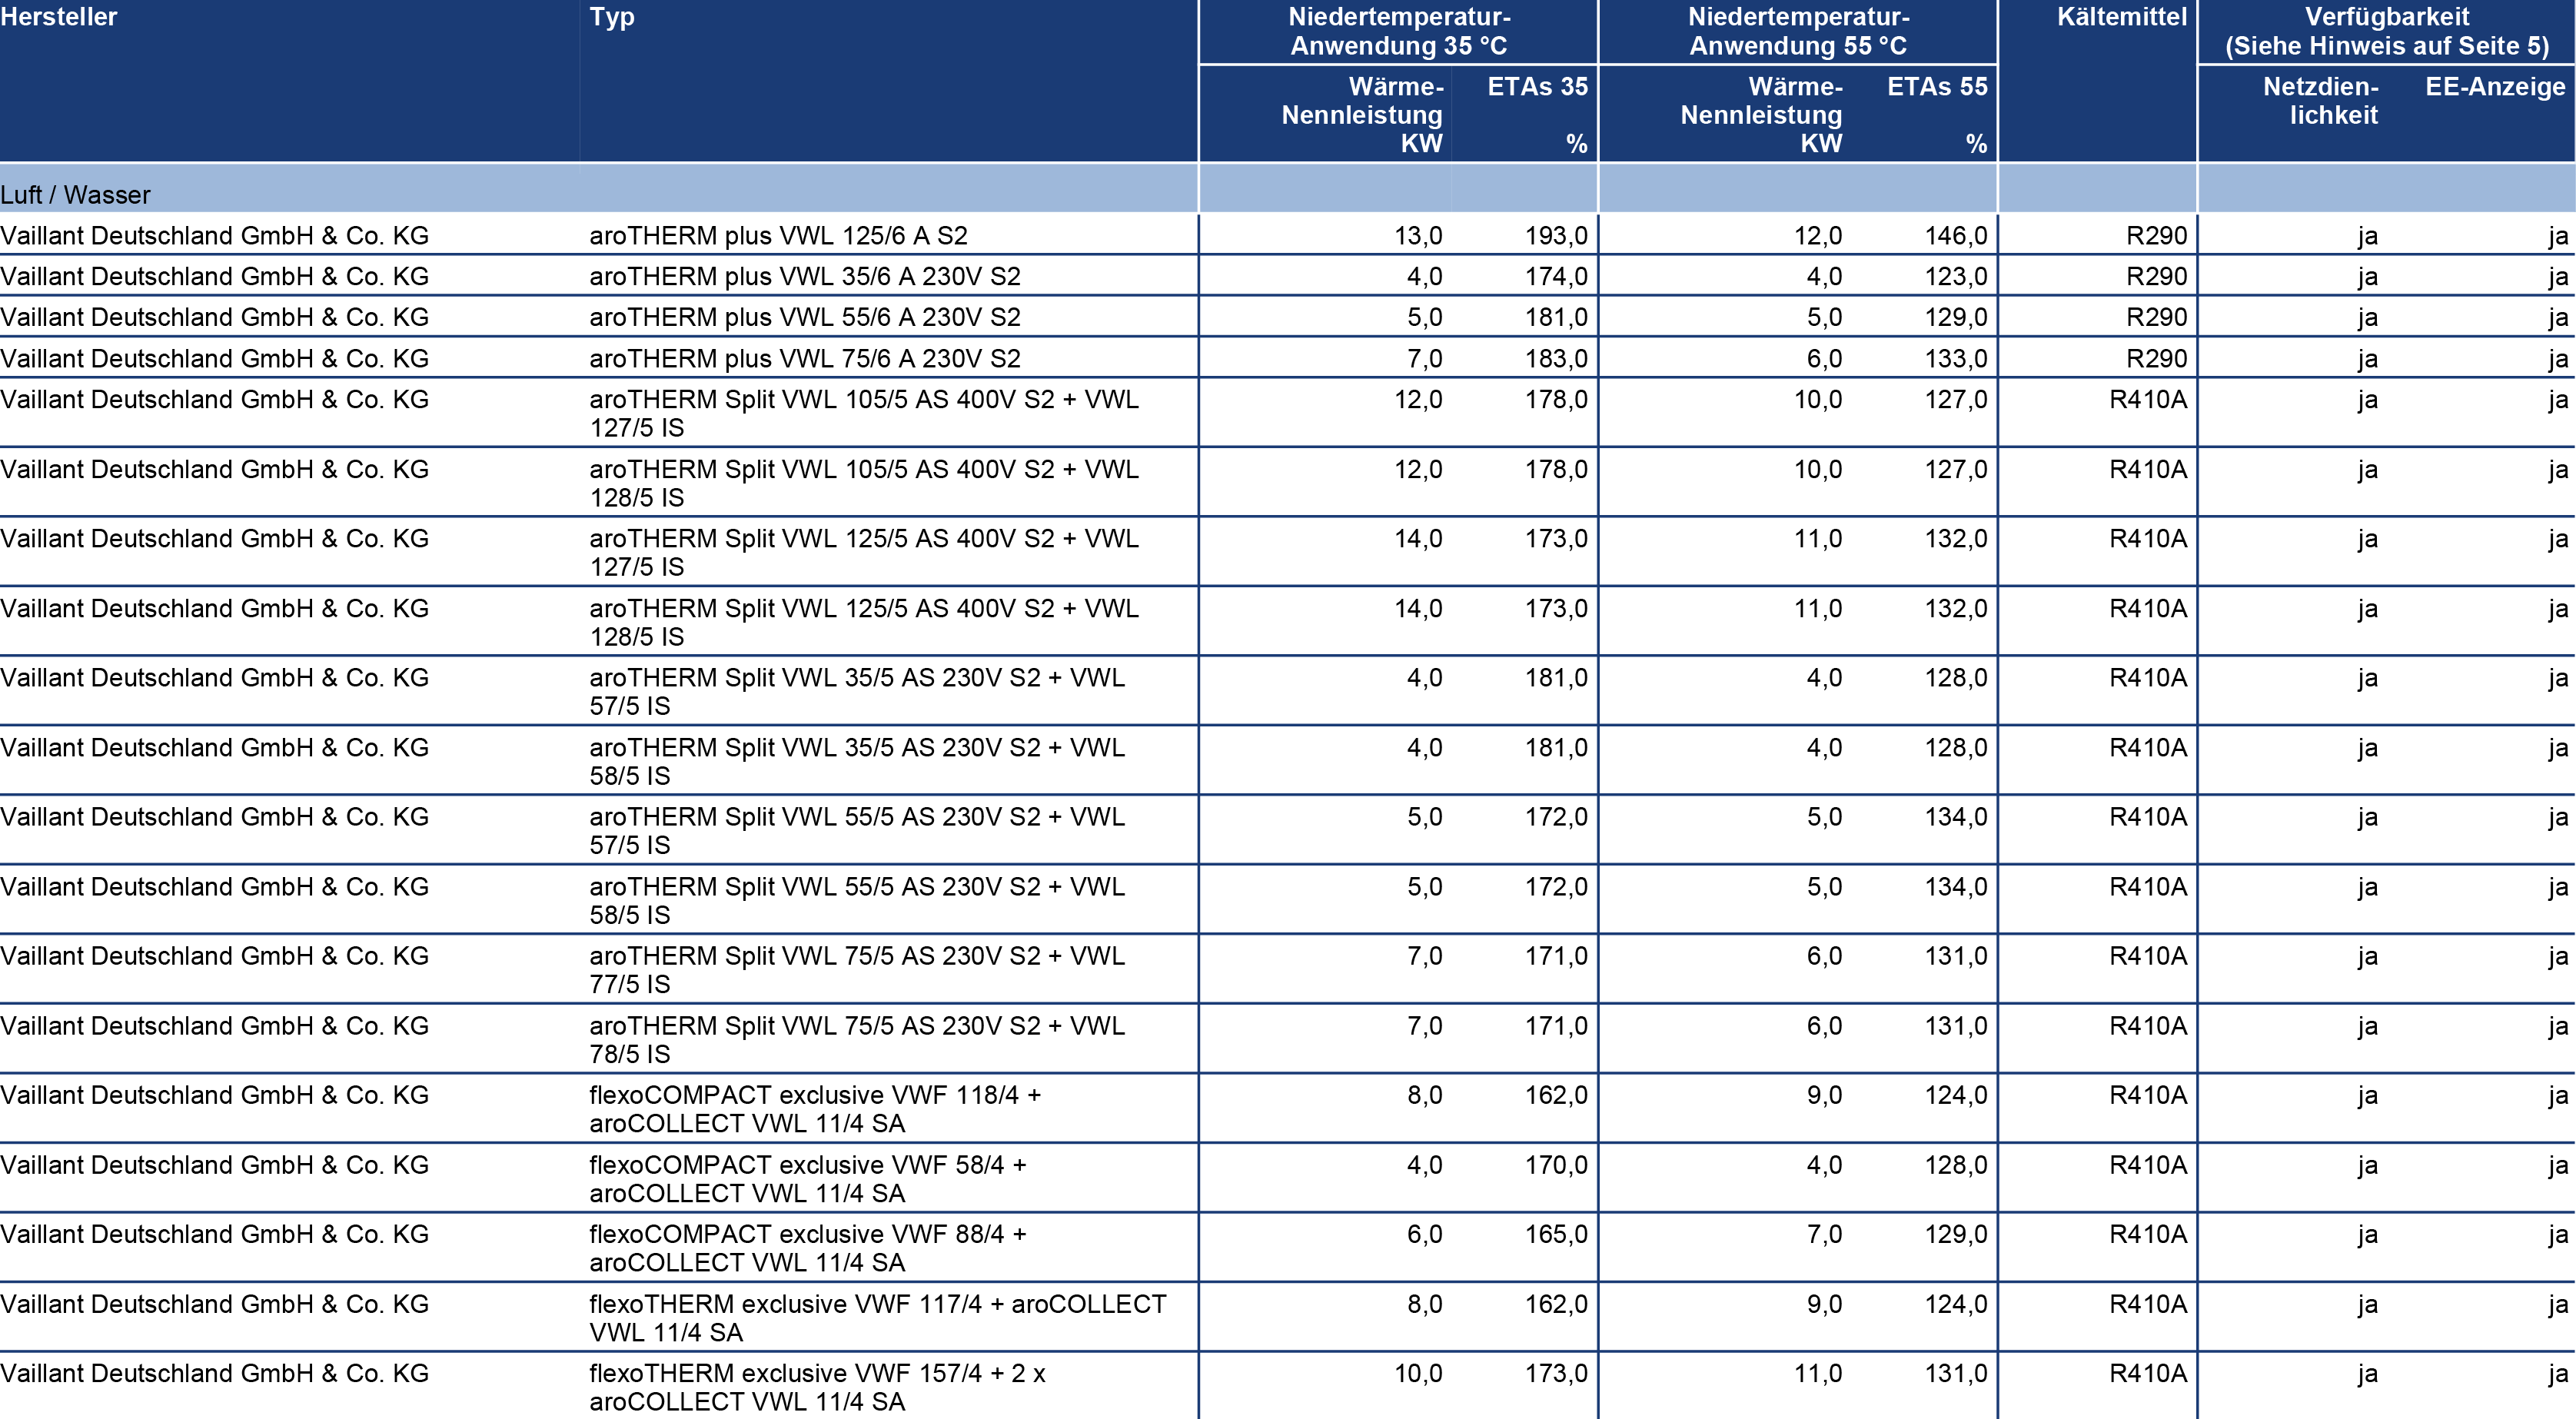 Hersteller Typ Niedertemperatur- Niedertemperatur- Kältemittel Verfügbarkeit
Anwendung 35 °C Anwendung 55 °C (Siehe Hinweis auf Seite 5)
Wärme- ETAs 35 Wärme- ETAs 55 Netzdien- EE-Anzeige
Nennleistung Nennleistung lichkeit
KW % KW %
Luft / Wasser
Vaillant Deutschland GmbH & Co. KG aroTHERM plus VWL 125/6 A S2 13,0 193,0 12,0 146,0 R290 ja ja
Vaillant Deutschland GmbH & Co. KG aroTHERM plus VWL 35/6 A 230V S2 4,0 174,0 4,0 123,0 R290 ja ja
Vaillant Deutschland GmbH & Co. KG aroTHERM plus VWL 55/6 A 230V S2 5,0 181,0 5,0 129,0 R290 ja ja
Vaillant Deutschland GmbH & Co. KG aroTHERM plus VWL 75/6 A 230V S2 7,0 183,0 6,0 133,0 R290 ja ja
Vaillant Deutschland GmbH & Co. KG aroTHERM Split VWL 105/5 AS 400V S2 + VWL 12,0 178,0 10,0 127,0 R410A ja ja
127/5 IS
Vaillant Deutschland GmbH & Co. KG aroTHERM Split VWL 105/5 AS 400V S2 + VWL 12,0 178,0 10,0 127,0 R410A ja ja
128/5 IS
Vaillant Deutschland GmbH & Co. KG aroTHERM Split VWL 125/5 AS 400V S2 + VWL 14,0 173,0 11,0 132,0 R410A ja ja
127/5 IS
Vaillant Deutschland GmbH & Co. KG aroTHERM Split VWL 125/5 AS 400V S2 + VWL 14,0 173,0 11,0 132,0 R410A ja ja
128/5 IS
Vaillant Deutschland GmbH & Co. KG aroTHERM Split VWL 35/5 AS 230V S2 + VWL 4,0 181,0 4,0 128,0 R410A ja ja
57/5 IS
Vaillant Deutschland GmbH & Co. KG aroTHERM Split VWL 35/5 AS 230V S2 + VWL 4,0 181,0 4,0 128,0 R410A ja ja
58/5 IS
Vaillant Deutschland GmbH & Co. KG aroTHERM Split VWL 55/5 AS 230V S2 + VWL 5,0 172,0 5,0 134,0 R410A ja ja
57/5 IS
Vaillant Deutschland GmbH & Co. KG aroTHERM Split VWL 55/5 AS 230V S2 + VWL 5,0 172,0 5,0 134,0 R410A ja ja
58/5 IS
Vaillant Deutschland GmbH & Co. KG aroTHERM Split VWL 75/5 AS 230V S2 + VWL 7,0 171,0 6,0 131,0 R410A ja ja
77/5 IS
Vaillant Deutschland GmbH & Co. KG aroTHERM Split VWL 75/5 AS 230V S2 + VWL 7,0 171,0 6,0 131,0 R410A ja ja
78/5 IS
Vaillant Deutschland GmbH & Co. KG flexoCOMPACT exclusive VWF 118/4 + 8,0 162,0 9,0 124,0 R410A ja ja
aroCOLLECT VWL 11/4 SA
Vaillant Deutschland GmbH & Co. KG flexoCOMPACT exclusive VWF 58/4 + 4,0 170,0 4,0 128,0 R410A ja ja
aroCOLLECT VWL 11/4 SA
Vaillant Deutschland GmbH & Co. KG flexoCOMPACT exclusive VWF 88/4 + 6,0 165,0 7,0 129,0 R410A ja ja
aroCOLLECT VWL 11/4 SA
Vaillant Deutschland GmbH & Co. KG flexoTHERM exclusive VWF 117/4 + aroCOLLECT 8,0 162,0 9,0 124,0 R410A ja ja
VWL 11/4 SA
Vaillant Deutschland GmbH & Co. KG flexoTHERM exclusive VWF 157/4 + 2 x 10,0 173,0 11,0 131,0 R410A ja ja
aroCOLLECT VWL 11/4 SA